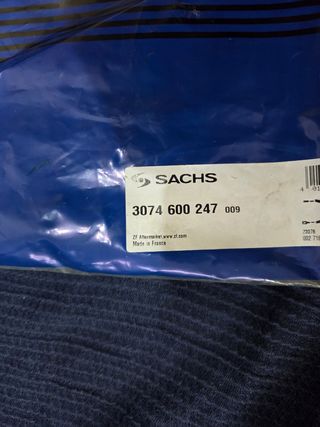 SACHS
3074 600 247 009
ZF Aftermarket, www.zf.com
Made in France